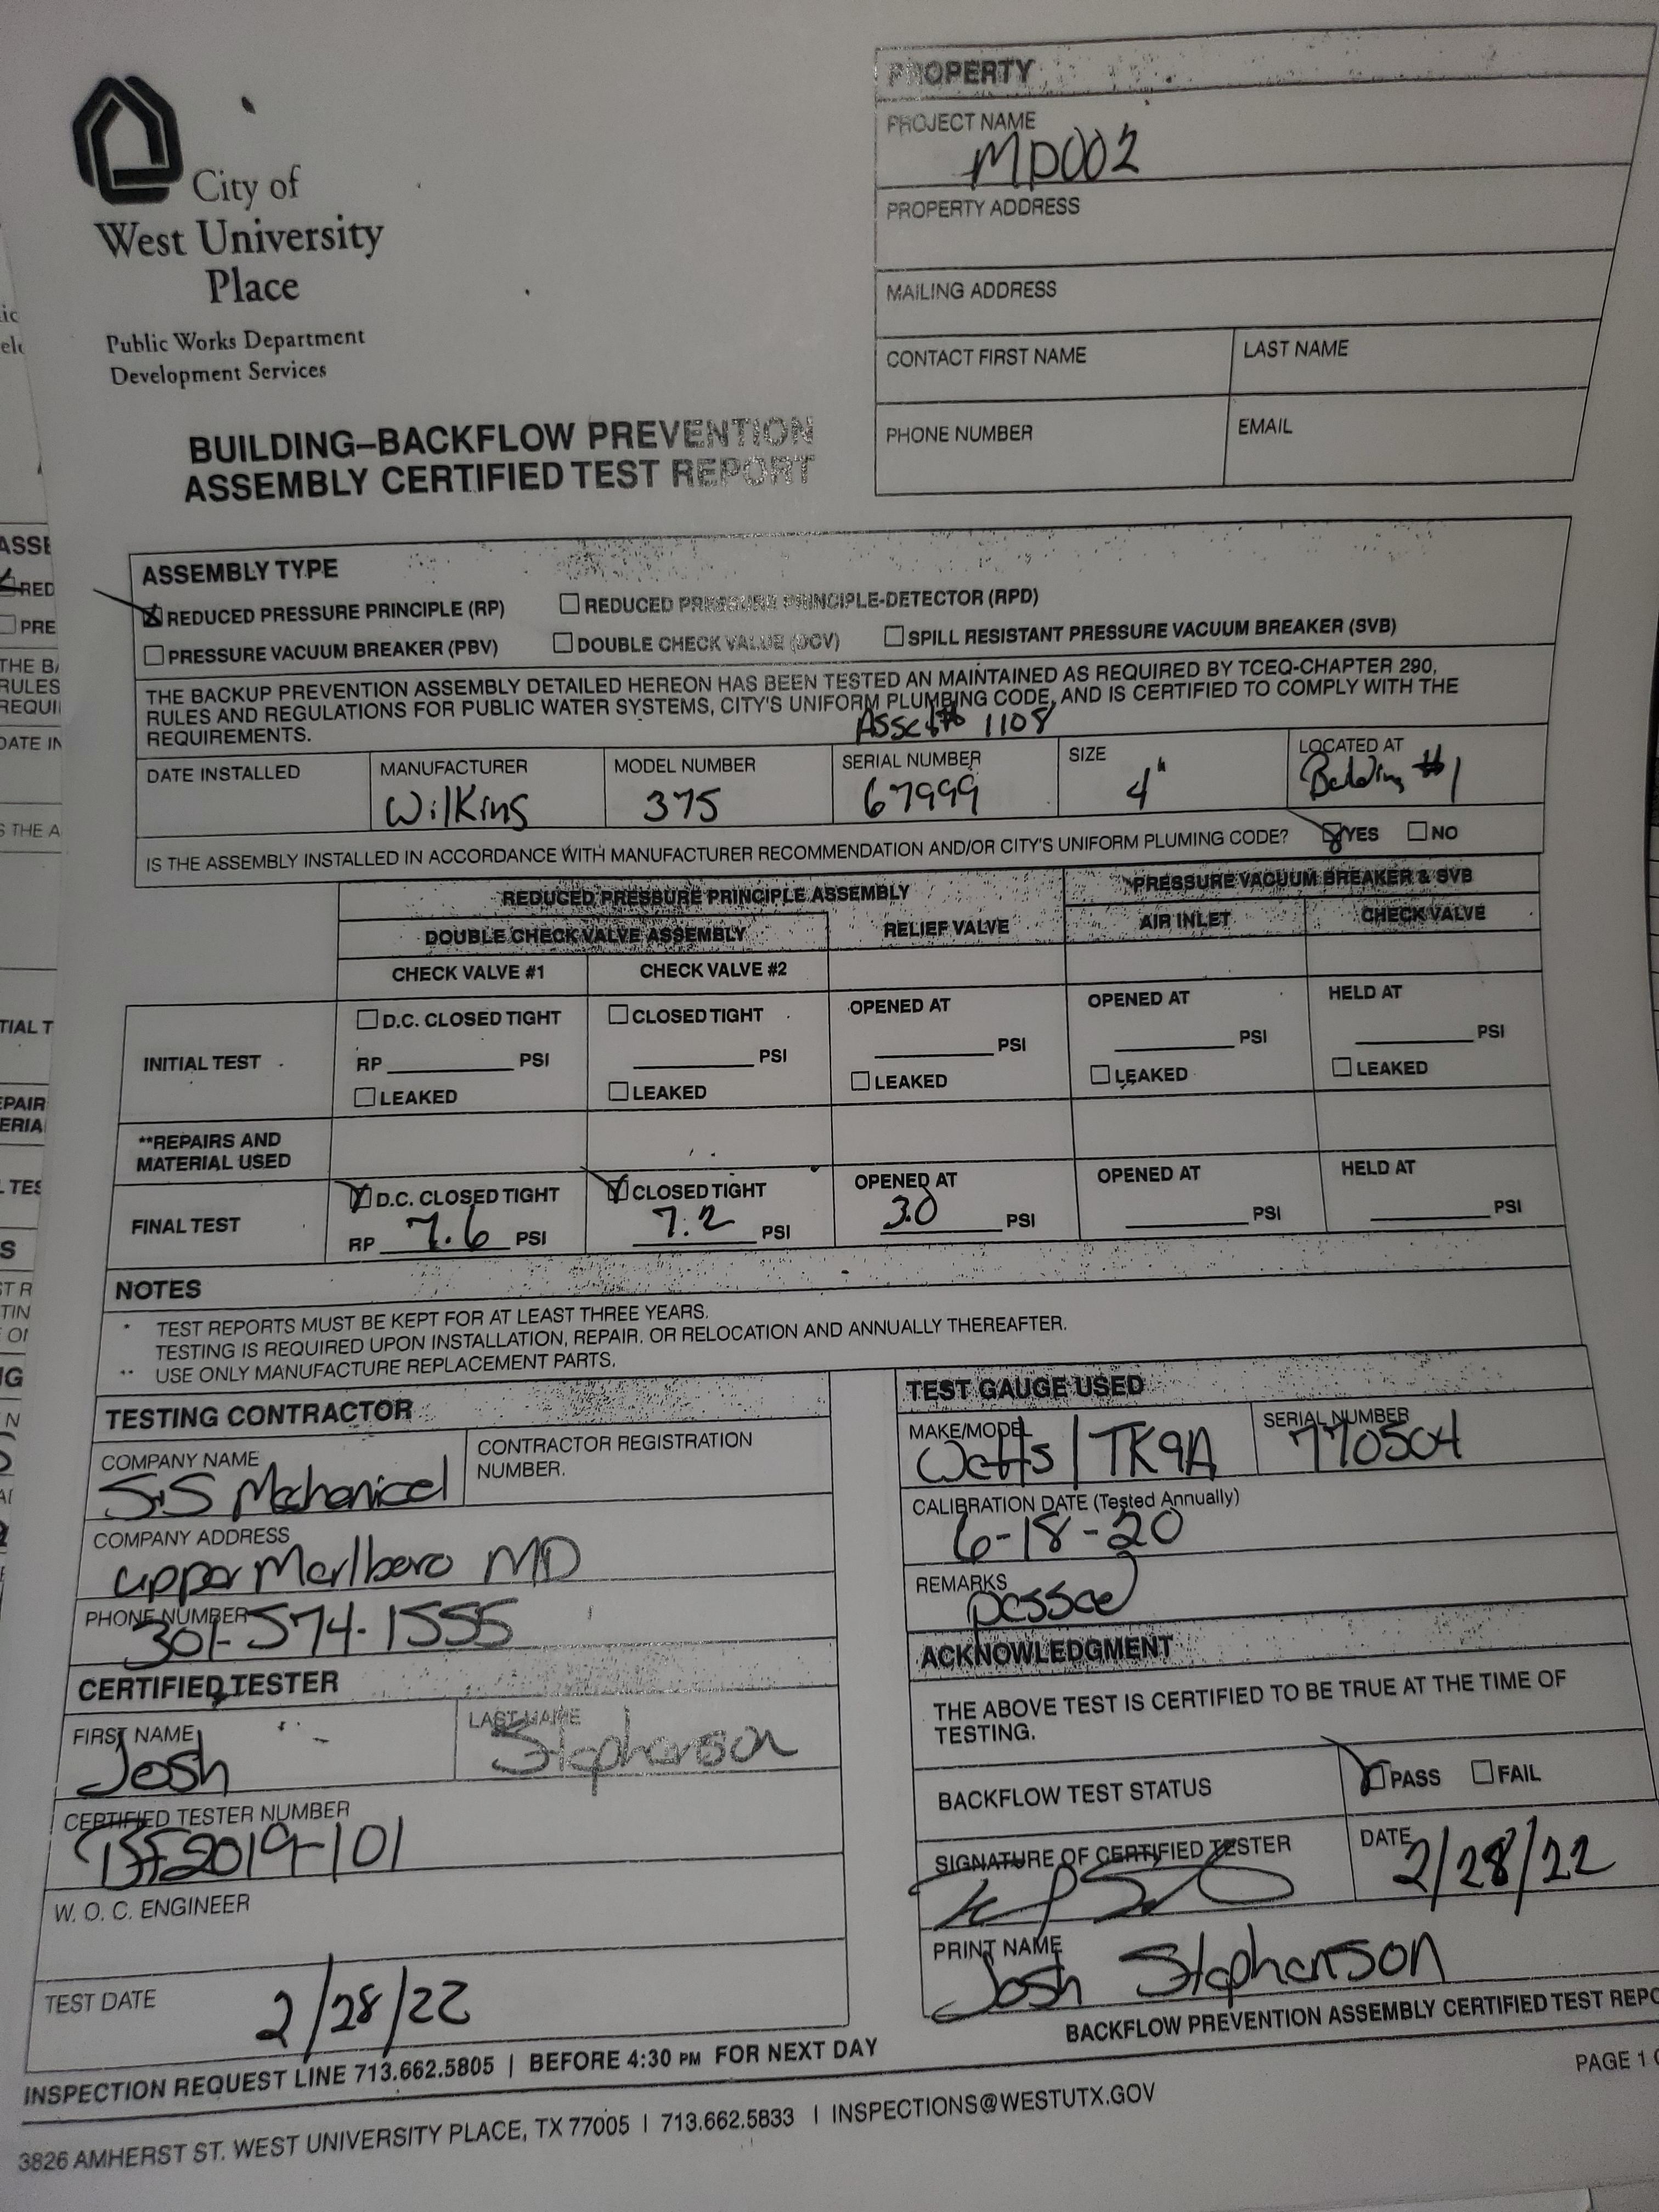 City of
West University
Place
Public Works Department
Development Services
BUILDING–BACKFLOW PREVENTION
ASSEMBLY CERTIFIED TEST REPORT
PROPERTY
PROJECT NAME
MD002
PROPERTY ADDRESS
MAILING ADDRESS
CONTACT FIRST NAME
LAST NAME
PHONE NUMBER
EMAIL
ASSEMBLY TYPE
REDUCED PRESSURE PRINCIPLE (RP)
REDUCED PRESSURE PRINCIPLE-DETECTOR (RPD)
PRESSURE VACUUM BREAKER (PBV)
DOUBLE CHECK VALUE (DCV)
SPILL RESISTANT PRESSURE VACUUM BREAKER (SVB)
THE BACKUP PREVENTION ASSEMBLY DETAILED HEREON HAS BEEN TESTED AN MAINTAINED AS REQUIRED BY TCEQ-CHAPTER 290,
RULES AND REGULATIONS FOR PUBLIC WATER SYSTEMS, CITY'S UNIFORM PLUMBING CODE, AND IS CERTIFIED TO COMPLY WITH THE
REQUIREMENTS.
Asset# 1108
DATE INSTALLED
MANUFACTURER
Wilkins
MODEL NUMBER
375
SERIAL NUMBER
67999
SIZE
4"
LOCATED AT
#1
IS THE ASSEMBLY INSTALLED IN ACCORDANCE WITH MANUFACTURER RECOMMENDATION AND/OR CITY'S UNIFORM PLUMING CODE? YES NO
REDUCED PRESSURE PRINCIPLE ASSEMBLY
PRESSURE VACUUM BREAKER & SVB
DOUBLE CHECK VALVE ASSEMBLY
RELIEF VALVE
AIR INLET
CHECK VALVE
CHECK VALVE #1
CHECK VALVE #2
INITIAL TEST
D.C. CLOSED TIGHT
RP PSI
LEAKED
CLOSED TIGHT
PSI
LEAKED
OPENED AT
PSI
LEAKED
OPENED AT
PSI
LEAKED
HELD AT
PSI
LEAKED
**REPAIRS AND
MATERIAL USED
FINAL TEST
D.C. CLOSED TIGHT
RP 7.6 PSI
CLOSED TIGHT
7.2 PSI
OPENED AT
3.0 PSI
OPENED AT
PSI
HELD AT
PSI
NOTES
* TEST REPORTS MUST BE KEPT FOR AT LEAST THREE YEARS.
TESTING IS REQUIRED UPON INSTALLATION, REPAIR. OR RELOCATION AND ANNUALLY THEREAFTER.
** USE ONLY MANUFACTURE REPLACEMENT PARTS.
TESTING CONTRACTOR
COMPANY NAME
S&S Mechanical
CONTRACTOR REGISTRATION
NUMBER.
COMPANY ADDRESS
upper Marlboro MD
PHONE NUMBER
301-574-1555
CERTIFIED TESTER
FIRST NAME
Josh
LAST NAME
Stephenson
CERTIFIED TESTER NUMBER
BF2019-101
W. O. C. ENGINEER
TEST DATE
2/28/22
TEST GAUGE USED
MAKE/MODEL
Watts / TK9A
SERIAL NUMBER
770504
CALIBRATION DATE (Tested Annually)
6-18-20
REMARKS
passed
ACKNOWLEDGMENT
THE ABOVE TEST IS CERTIFIED TO BE TRUE AT THE TIME OF
TESTING.
BACKFLOW TEST STATUS
PASS FAIL
SIGNATURE OF CERTIFIED TESTER
DATE
2/28/22
PRINT NAME
Josh Stephenson
BACKFLOW PREVENTION ASSEMBLY CERTIFIED TEST REPO
INSPECTION REQUEST LINE 713.662.5805 | BEFORE 4:30 PM FOR NEXT DAY
PAGE 1
3826 AMHERST ST. WEST UNIVERSITY PLACE, TX 77005 | 713.662.5833 | INSPECTIONS@WESTUTX.GOV